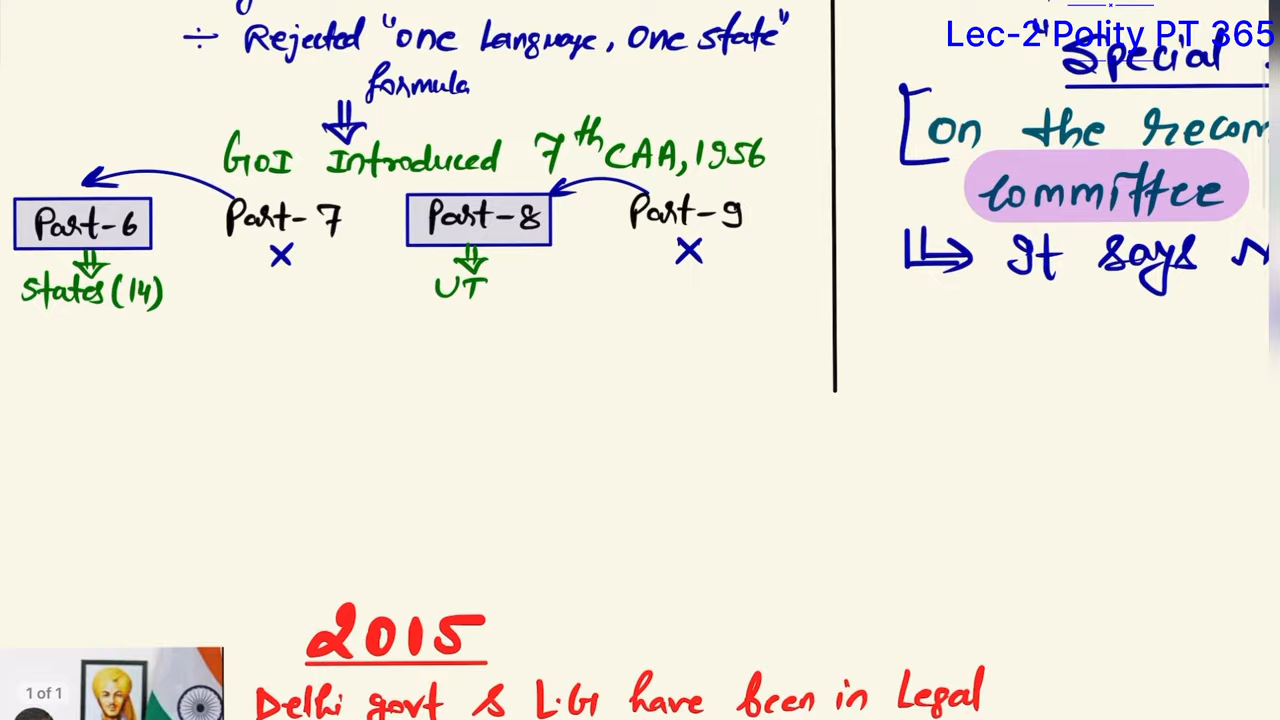 ÷ Rejected "one language, one state"
formula
GOI Introduced 7th CAA, 1956
Part-6 Part-7 Part-8 Part-9
States (14) UT
Lec-2 Polity PT 365
"Special
[on the recom
committee
It says
2015
1 of 1
Delhi govt & L.G have been in Legal